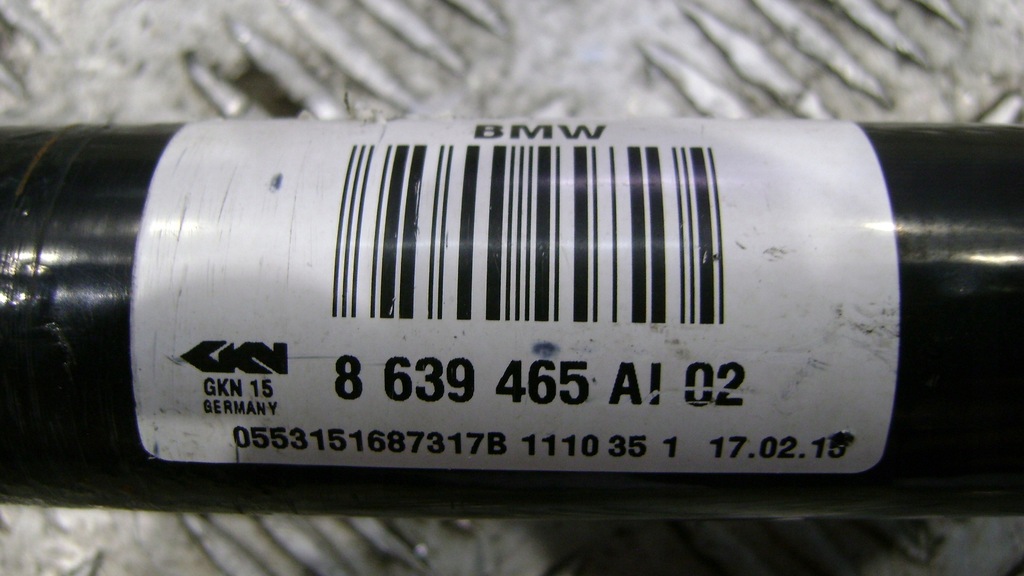 BMW
GKN
GKN 15
GERMANY
8 639 465 AI 02
0553151687317B 1110 35 1 17.02.15